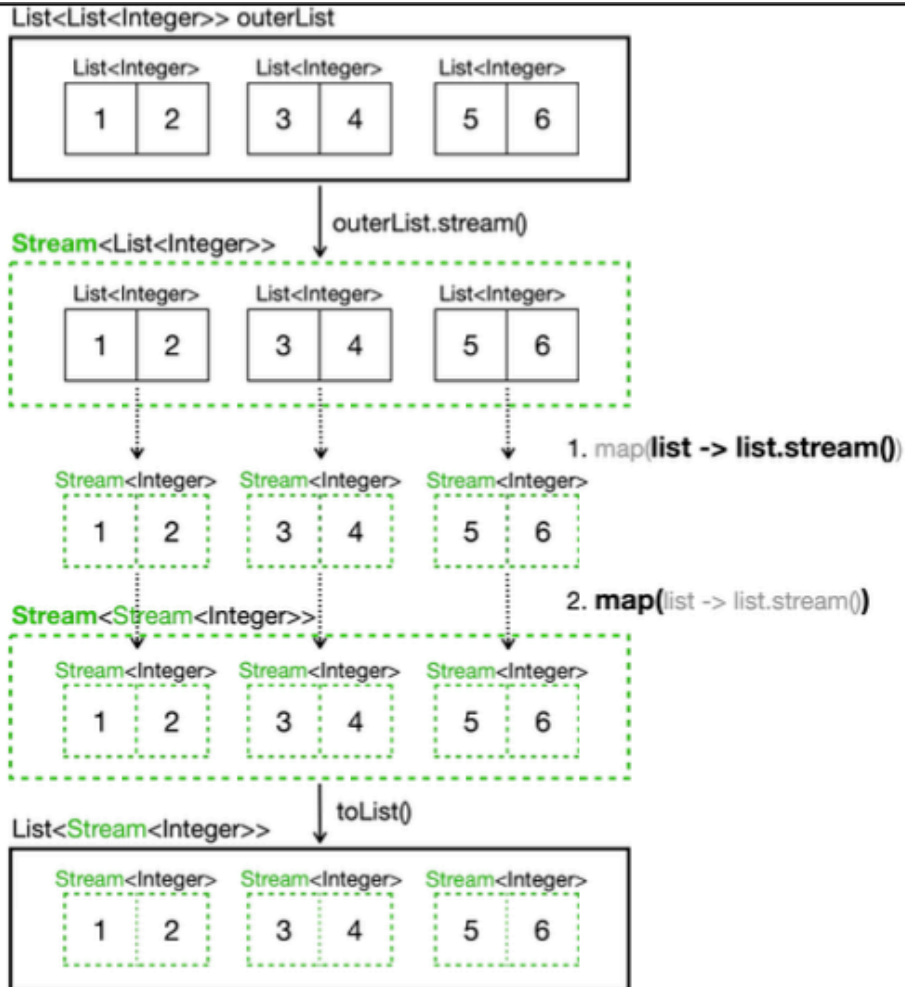 List<List<Integer>> outerList
List<Integer> List<Integer> List<Integer>
1 2 3 4 5 6
outerList.stream()
Stream<List<Integer>>
List<Integer> List<Integer> List<Integer>
1 2 3 4 5 6
1. map(list -> list.stream())
Stream<Integer> Stream<Integer> Stream<Integer>
1 2 3 4 5 6
2. map(list -> list.stream())
Stream<Stream<Integer>>
Stream<Integer> Stream<Integer> Stream<Integer>
1 2 3 4 5 6
toList()
List<Stream<Integer>>
Stream<Integer> Stream<Integer> Stream<Integer>
1 2 3 4 5 6